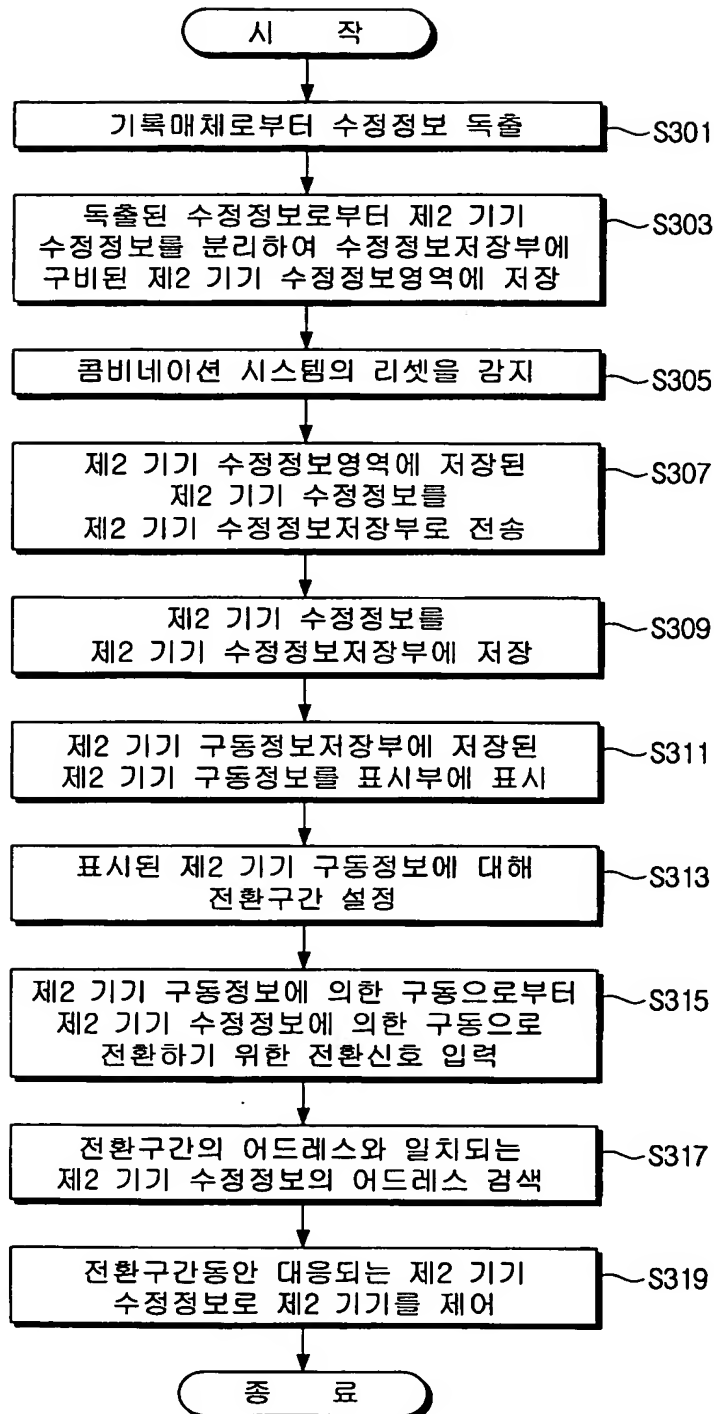 시 작
기록매체로부터 수정정보 독출
S301
독출된 수정정보로부터 제2 기기
수정정보를 분리하여 수정정보저장부에
구비된 제2 기기 수정정보영역에 저장
S303
콤비네이션 시스템의 리셋을 감지
S305
제2 기기 수정정보영역에 저장된
제2 기기 수정정보를
제2 기기 수정정보저장부로 전송
S307
제2 기기 수정정보를
제2 기기 수정정보저장부에 저장
S309
제2 기기 구동정보저장부에 저장된
제2 기기 구동정보를 표시부에 표시
S311
표시된 제2 기기 구동정보에 대해
전환구간 설정
S313
제2 기기 구동정보에 의한 구동으로부터
제2 기기 수정정보에 의한 구동으로
전환하기 위한 전환신호 입력
S315
전환구간의 어드레스와 일치되는
제2 기기 수정정보의 어드레스 검색
S317
전환구간동안 대응되는 제2 기기
수정정보로 제2 기기를 제어
S319
종 료